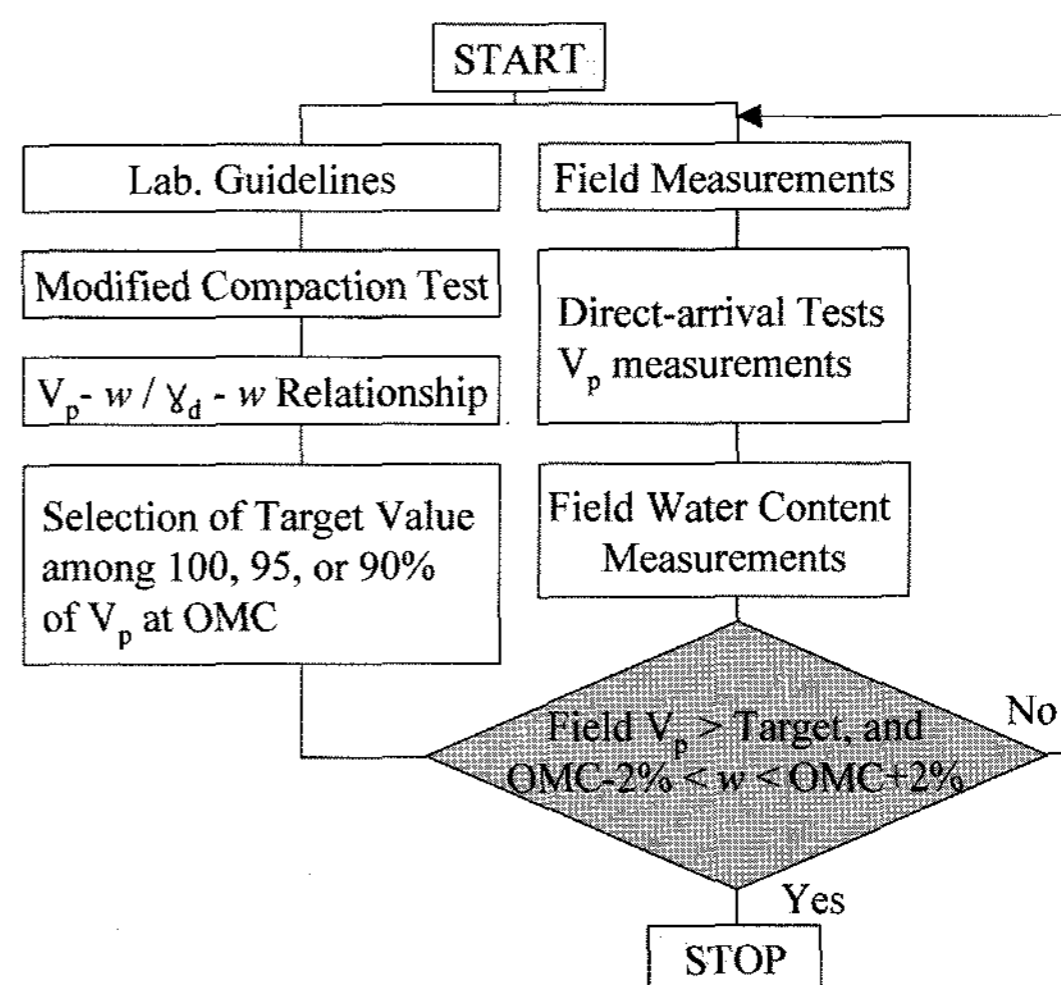 START
Lab. Guidelines
Modified Compaction Test
Vp- w / γd - w Relationship
Selection of Target Value
among 100, 95, or 90%
of Vp at OMC
Field Measurements
Direct-arrival Tests
Vp measurements
Field Water Content
Measurements
Field Vp > Target, and
OMC-2% < w < OMC+2%
No
Yes
STOP